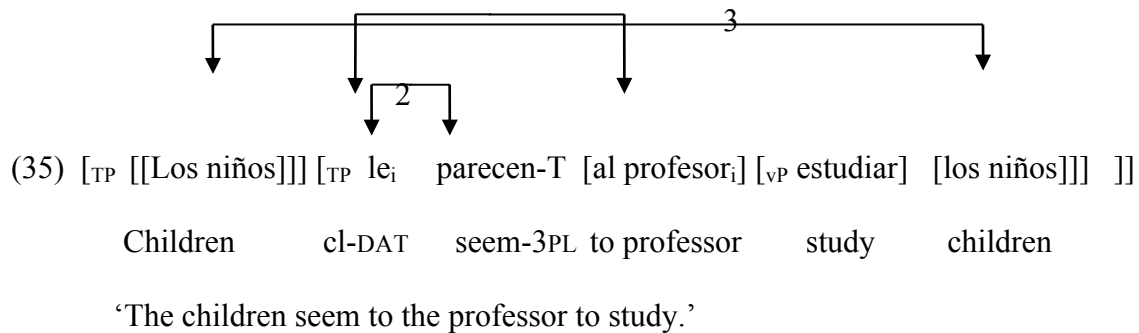 3
2
(35) [TP [[Los niños]]] [TP lei parecen-T [al profesori] [vP estudiar] [los niños]]] ]]
Children cl-DAT seem-3PL to professor study children
‘The children seem to the professor to study.’